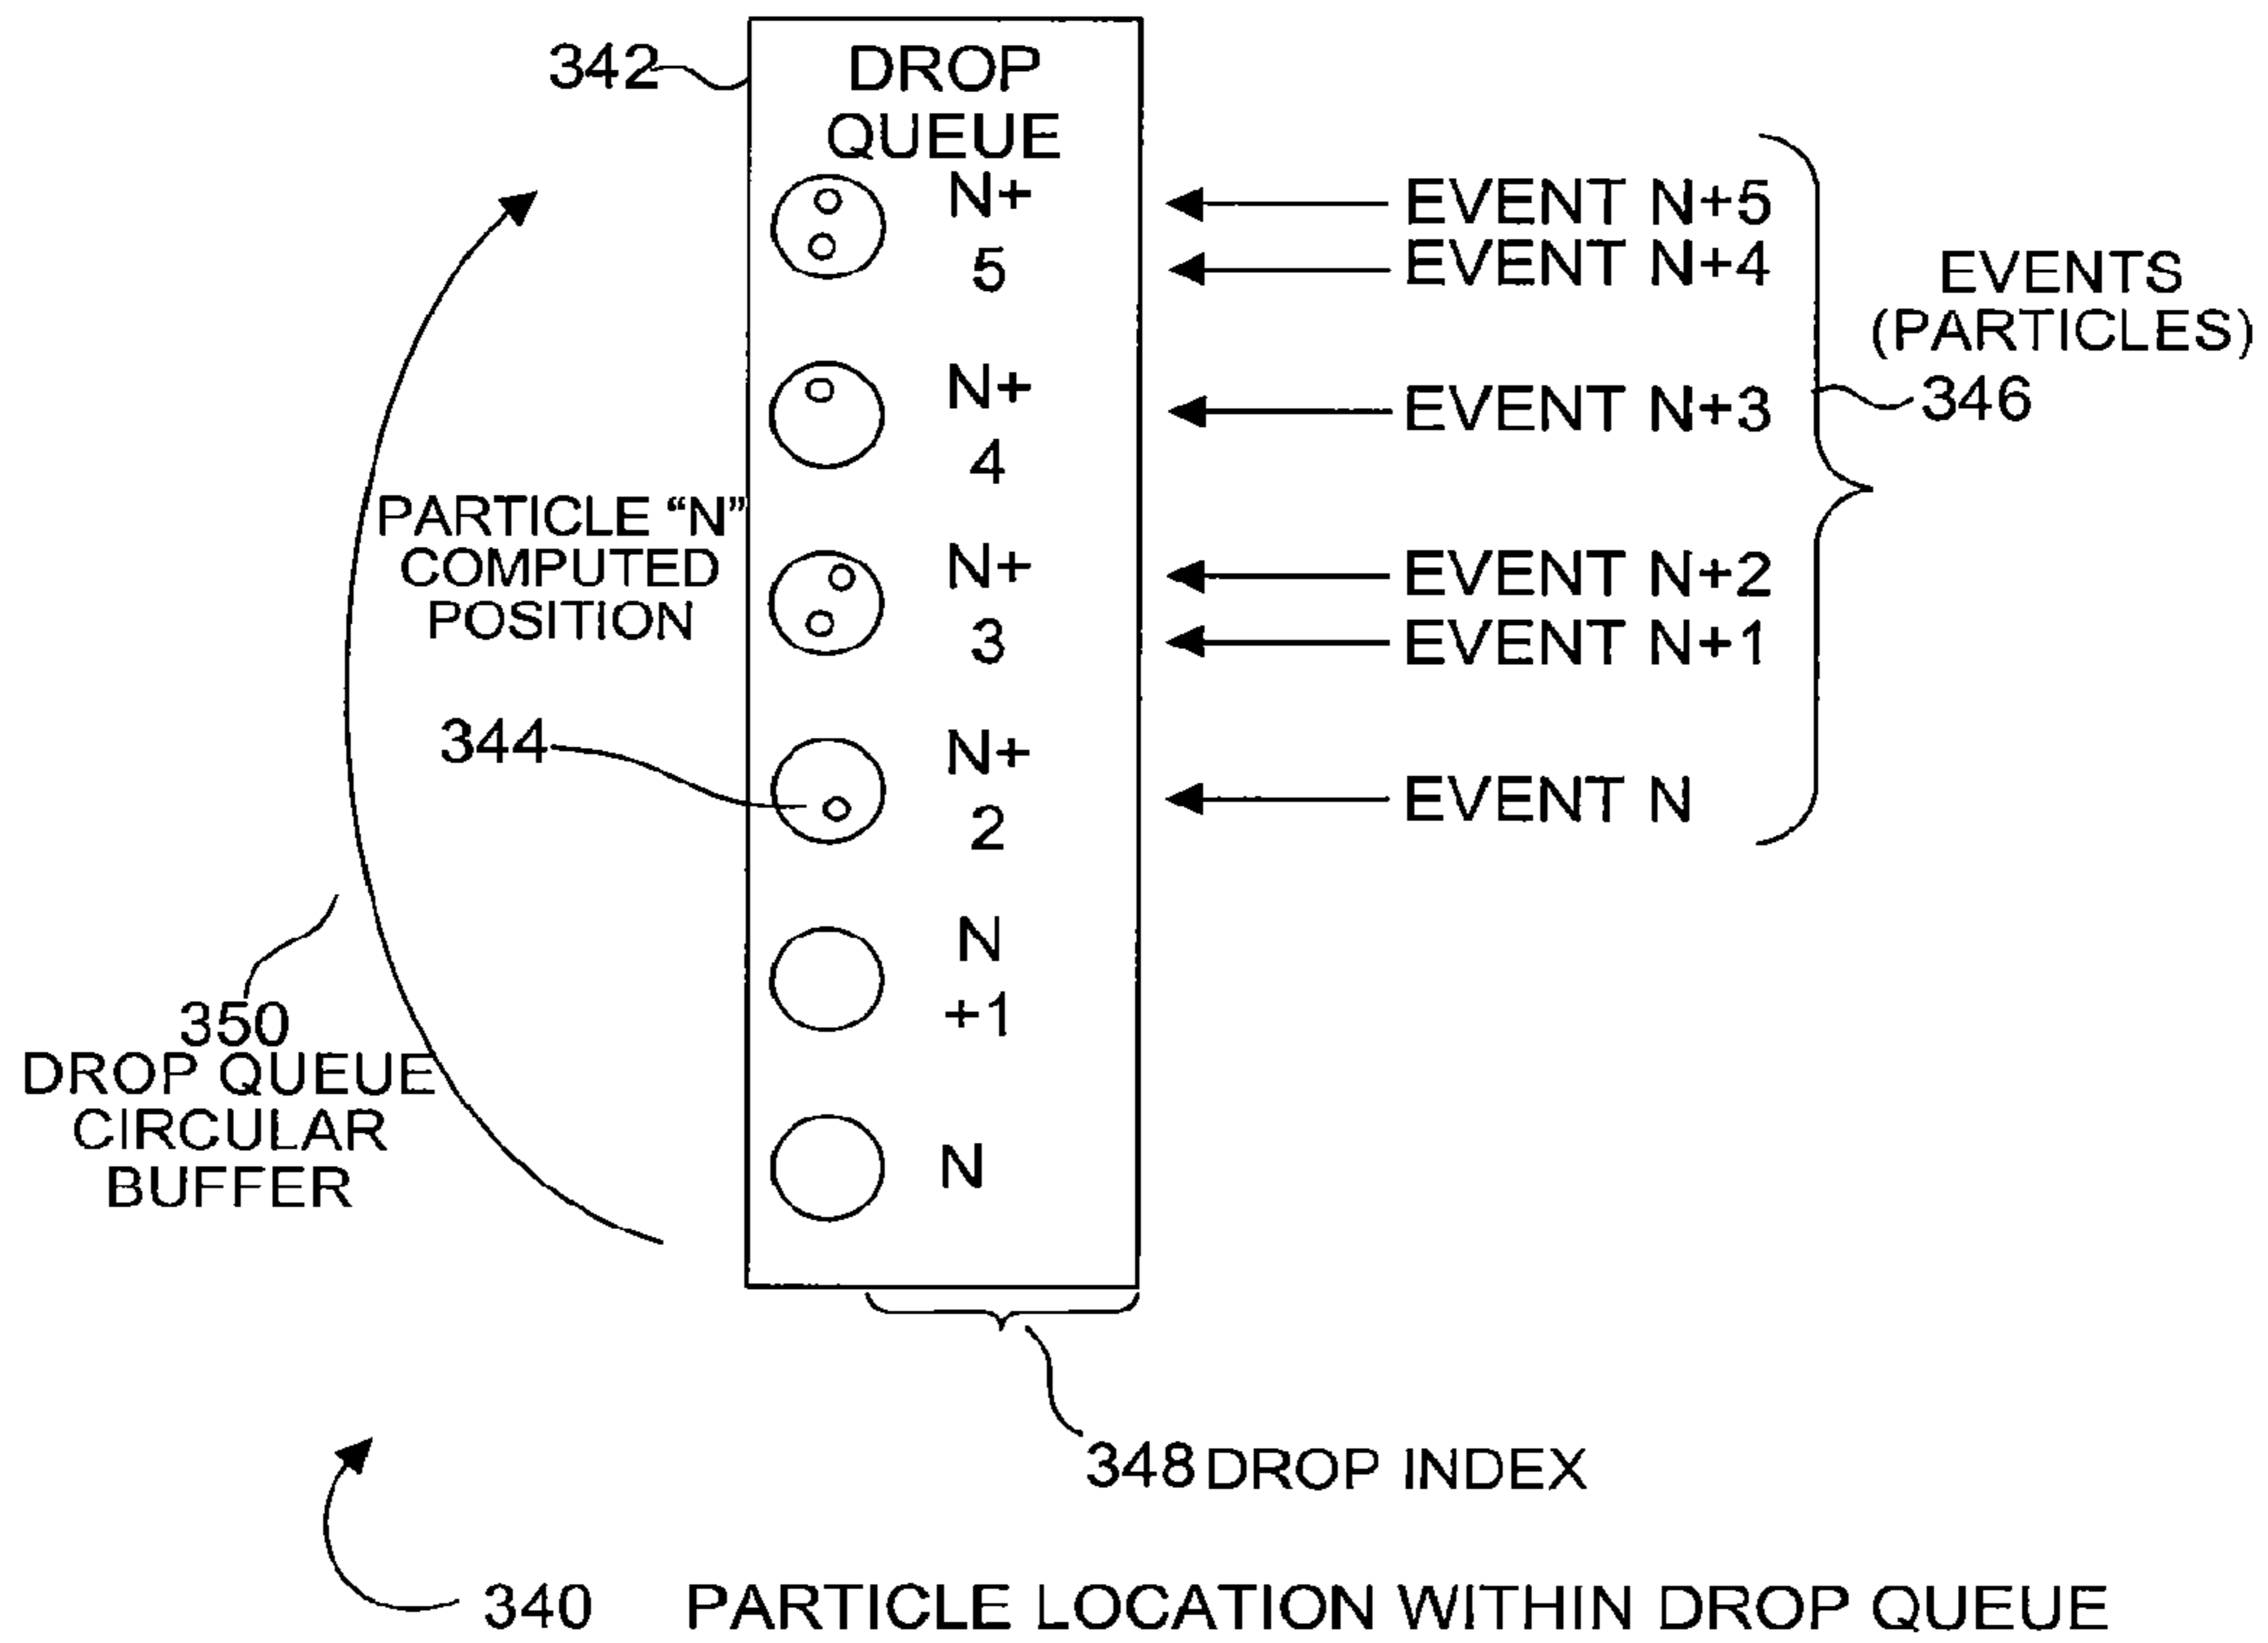 342
DROP
QUEUE
N+
5
N+
4
N+
3
N+
2
N
+1
N
EVENT N+5
EVENT N+4
EVENT N+3
EVENT N+2
EVENT N+1
EVENT N
EVENTS
(PARTICLES)
346
PARTICLE “N”
COMPUTED
POSITION
344
350
DROP QUEUE
CIRCULAR
BUFFER
348 DROP INDEX
340 PARTICLE LOCATION WITHIN DROP QUEUE